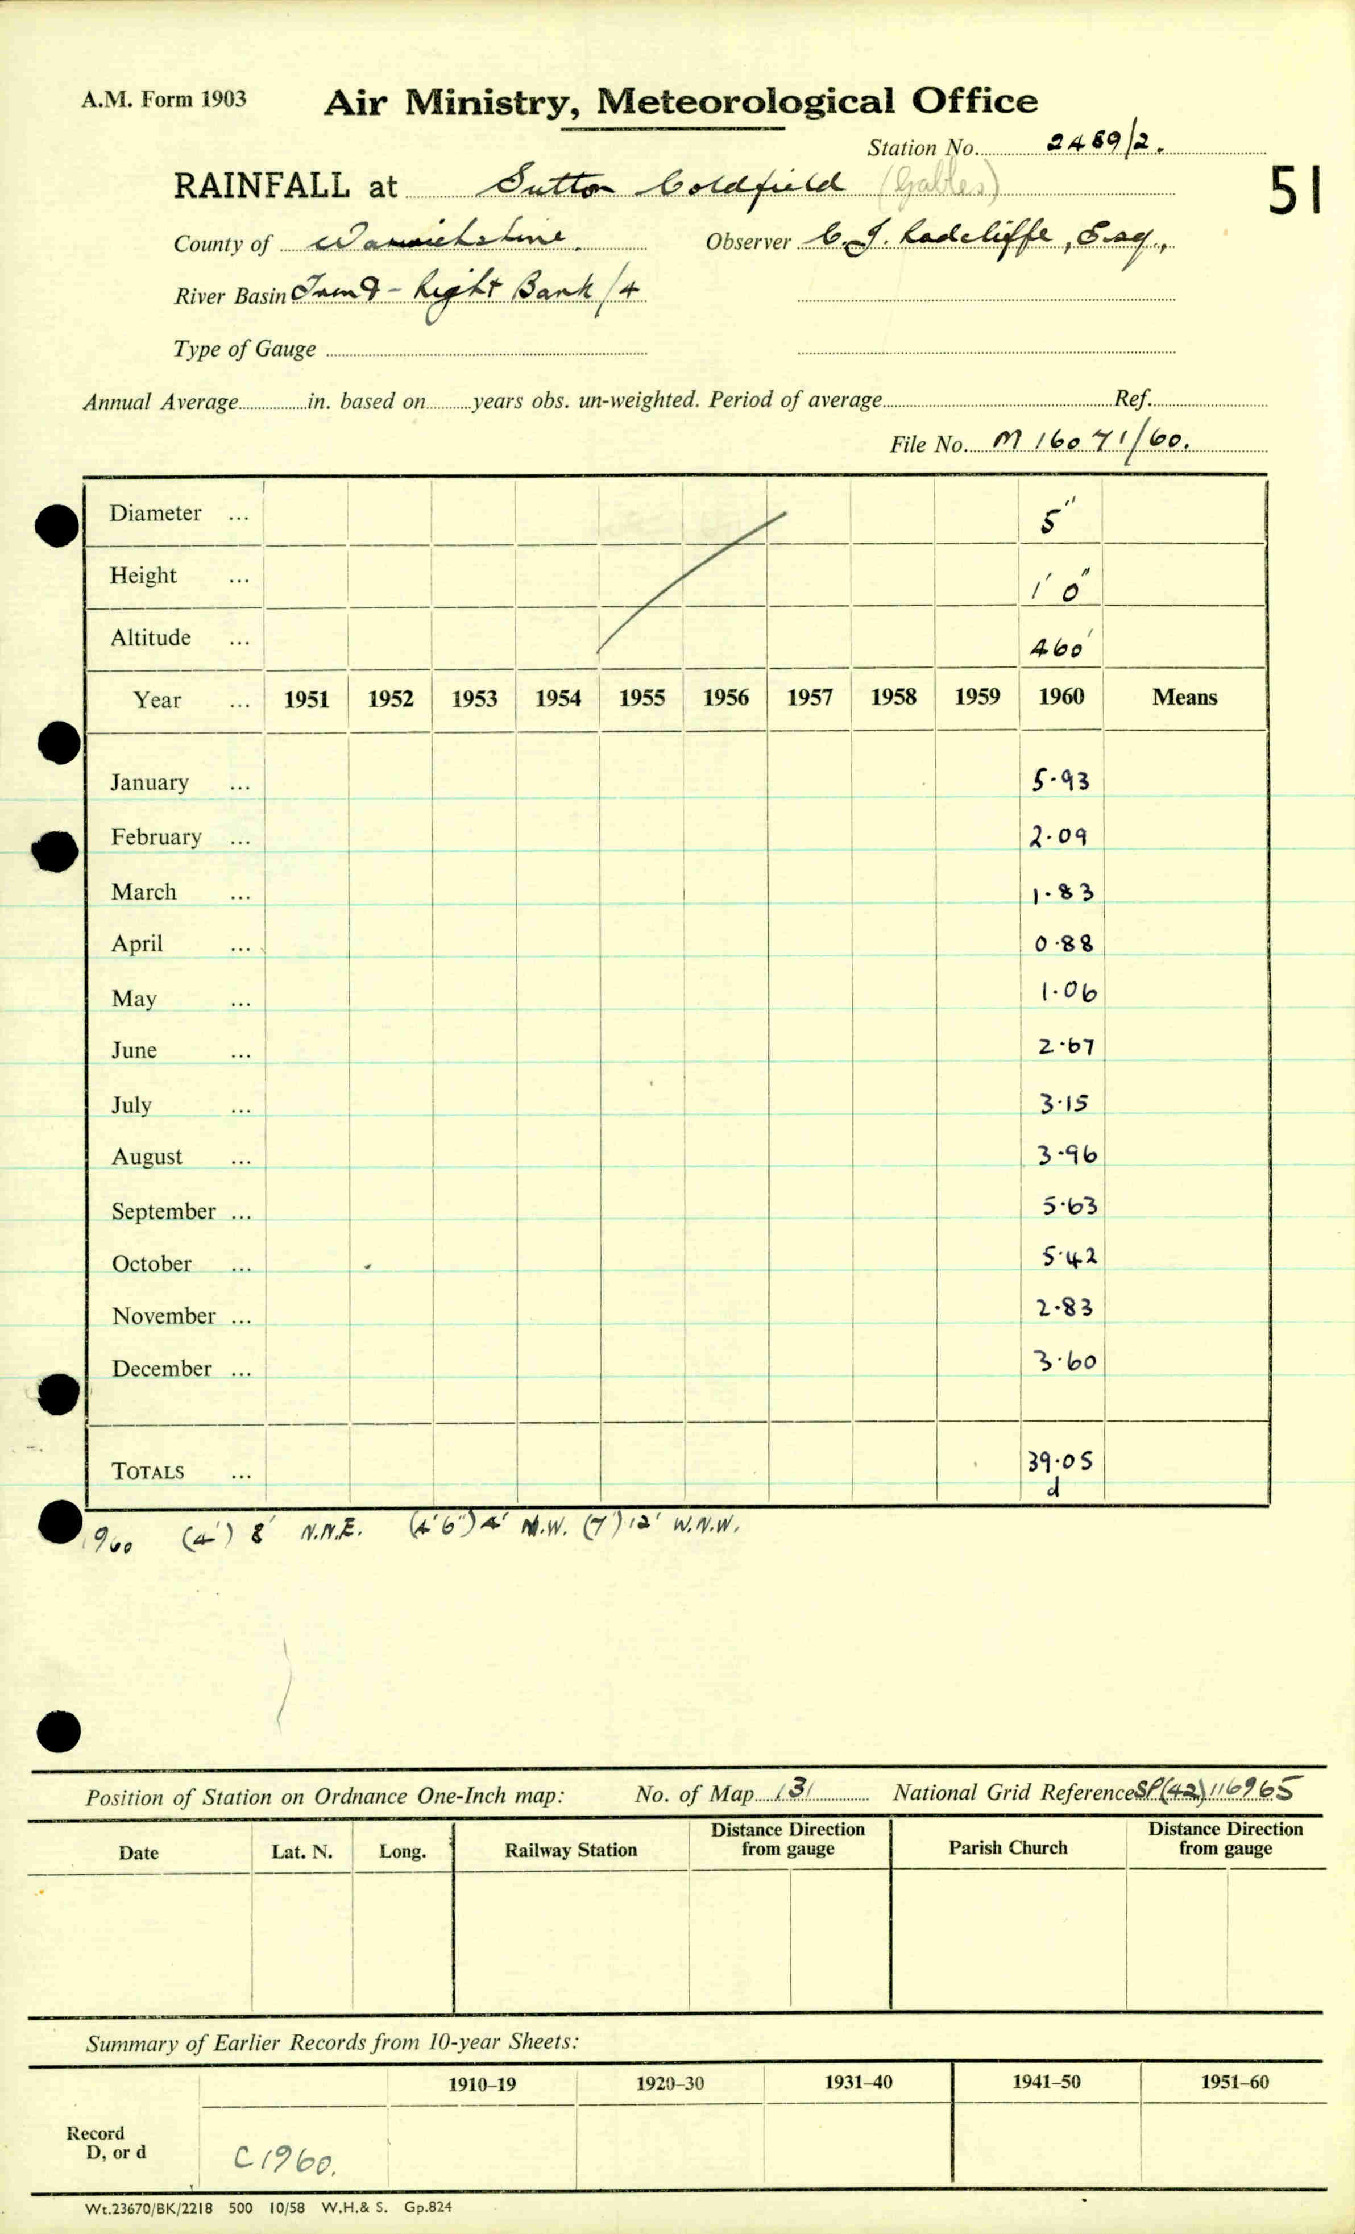 A.M. Form 1903 Air Ministry, Meteorological Office
Station No. 2489/2.
RAINFALL at Sutton Coldfield (Gables) 51
County of Warwickshire. Observer C. J. Radcliffe, Esq.,
River Basin Trent - Right Bank /4
Type of Gauge
Annual Average in. based on years obs. un-weighted. Period of average Ref.
File No. M 16071/60.
Diameter ... 5"
Height ... 1' 0"
Altitude ... 460'
Year ... 1951 1952 1953 1954 1955 1956 1957 1958 1959 1960 Means
January ... 5.93
February ... 2.09
March ... 1.83
April ... 0.88
May ... 1.06
June ... 2.67
July ... 3.15
August ... 3.96
September ... 5.63
October ... 5.42
November ... 2.83
December ... 3.60
TOTALS ... 39.05
d
1960 (4') 8' N.N.E. (4'6") 4' N.W. (7') 12' W.N.W.
Position of Station on Ordnance One-Inch map: No. of Map 131 National Grid Reference SP(42)116965
Date Lat. N. Long. Railway Station Distance Direction from gauge Parish Church Distance Direction from gauge
Summary of Earlier Records from 10-year Sheets:
1910-19 1920-30 1931-40 1941-50 1951-60
Record
D, or d C1960.
Wt.23670/BK/2218 500 10/58 W.H.& S. Gp.824